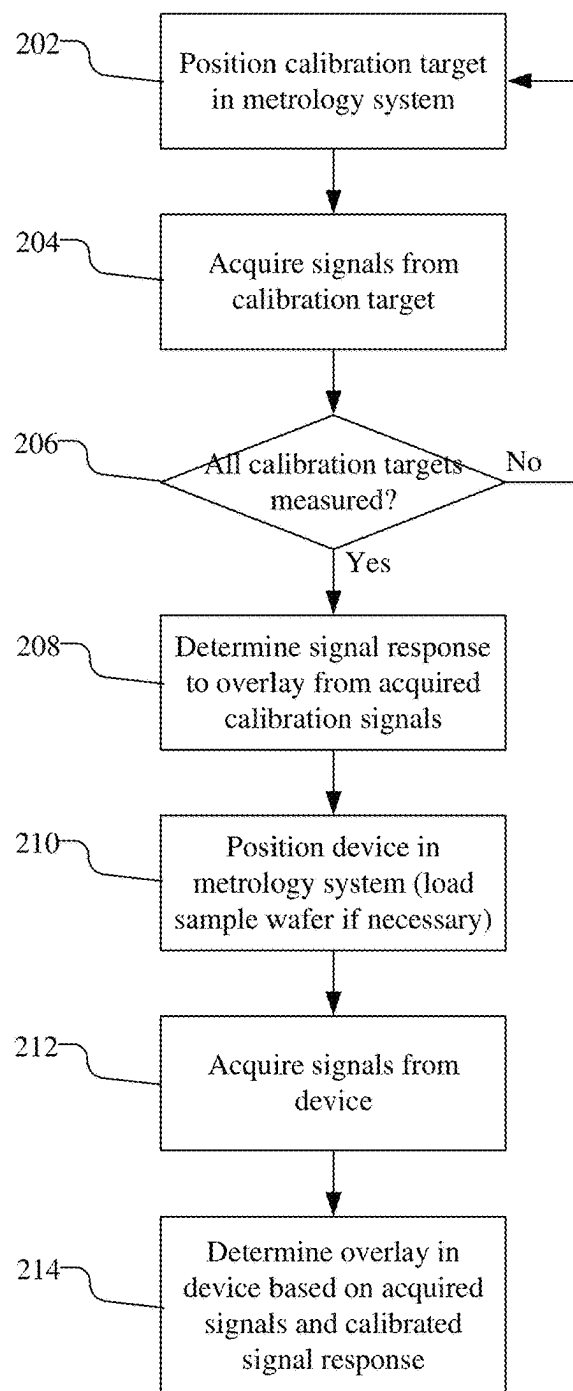 202
Position calibration target
in metrology system
204
Acquire signals from
calibration target
206
All calibration targets
measured?
No
Yes
208
Determine signal response
to overlay from acquired
calibration signals
210
Position device in
metrology system (load
sample wafer if necessary)
212
Acquire signals from
device
214
Determine overlay in
device based on acquired
signals and calibrated
signal response